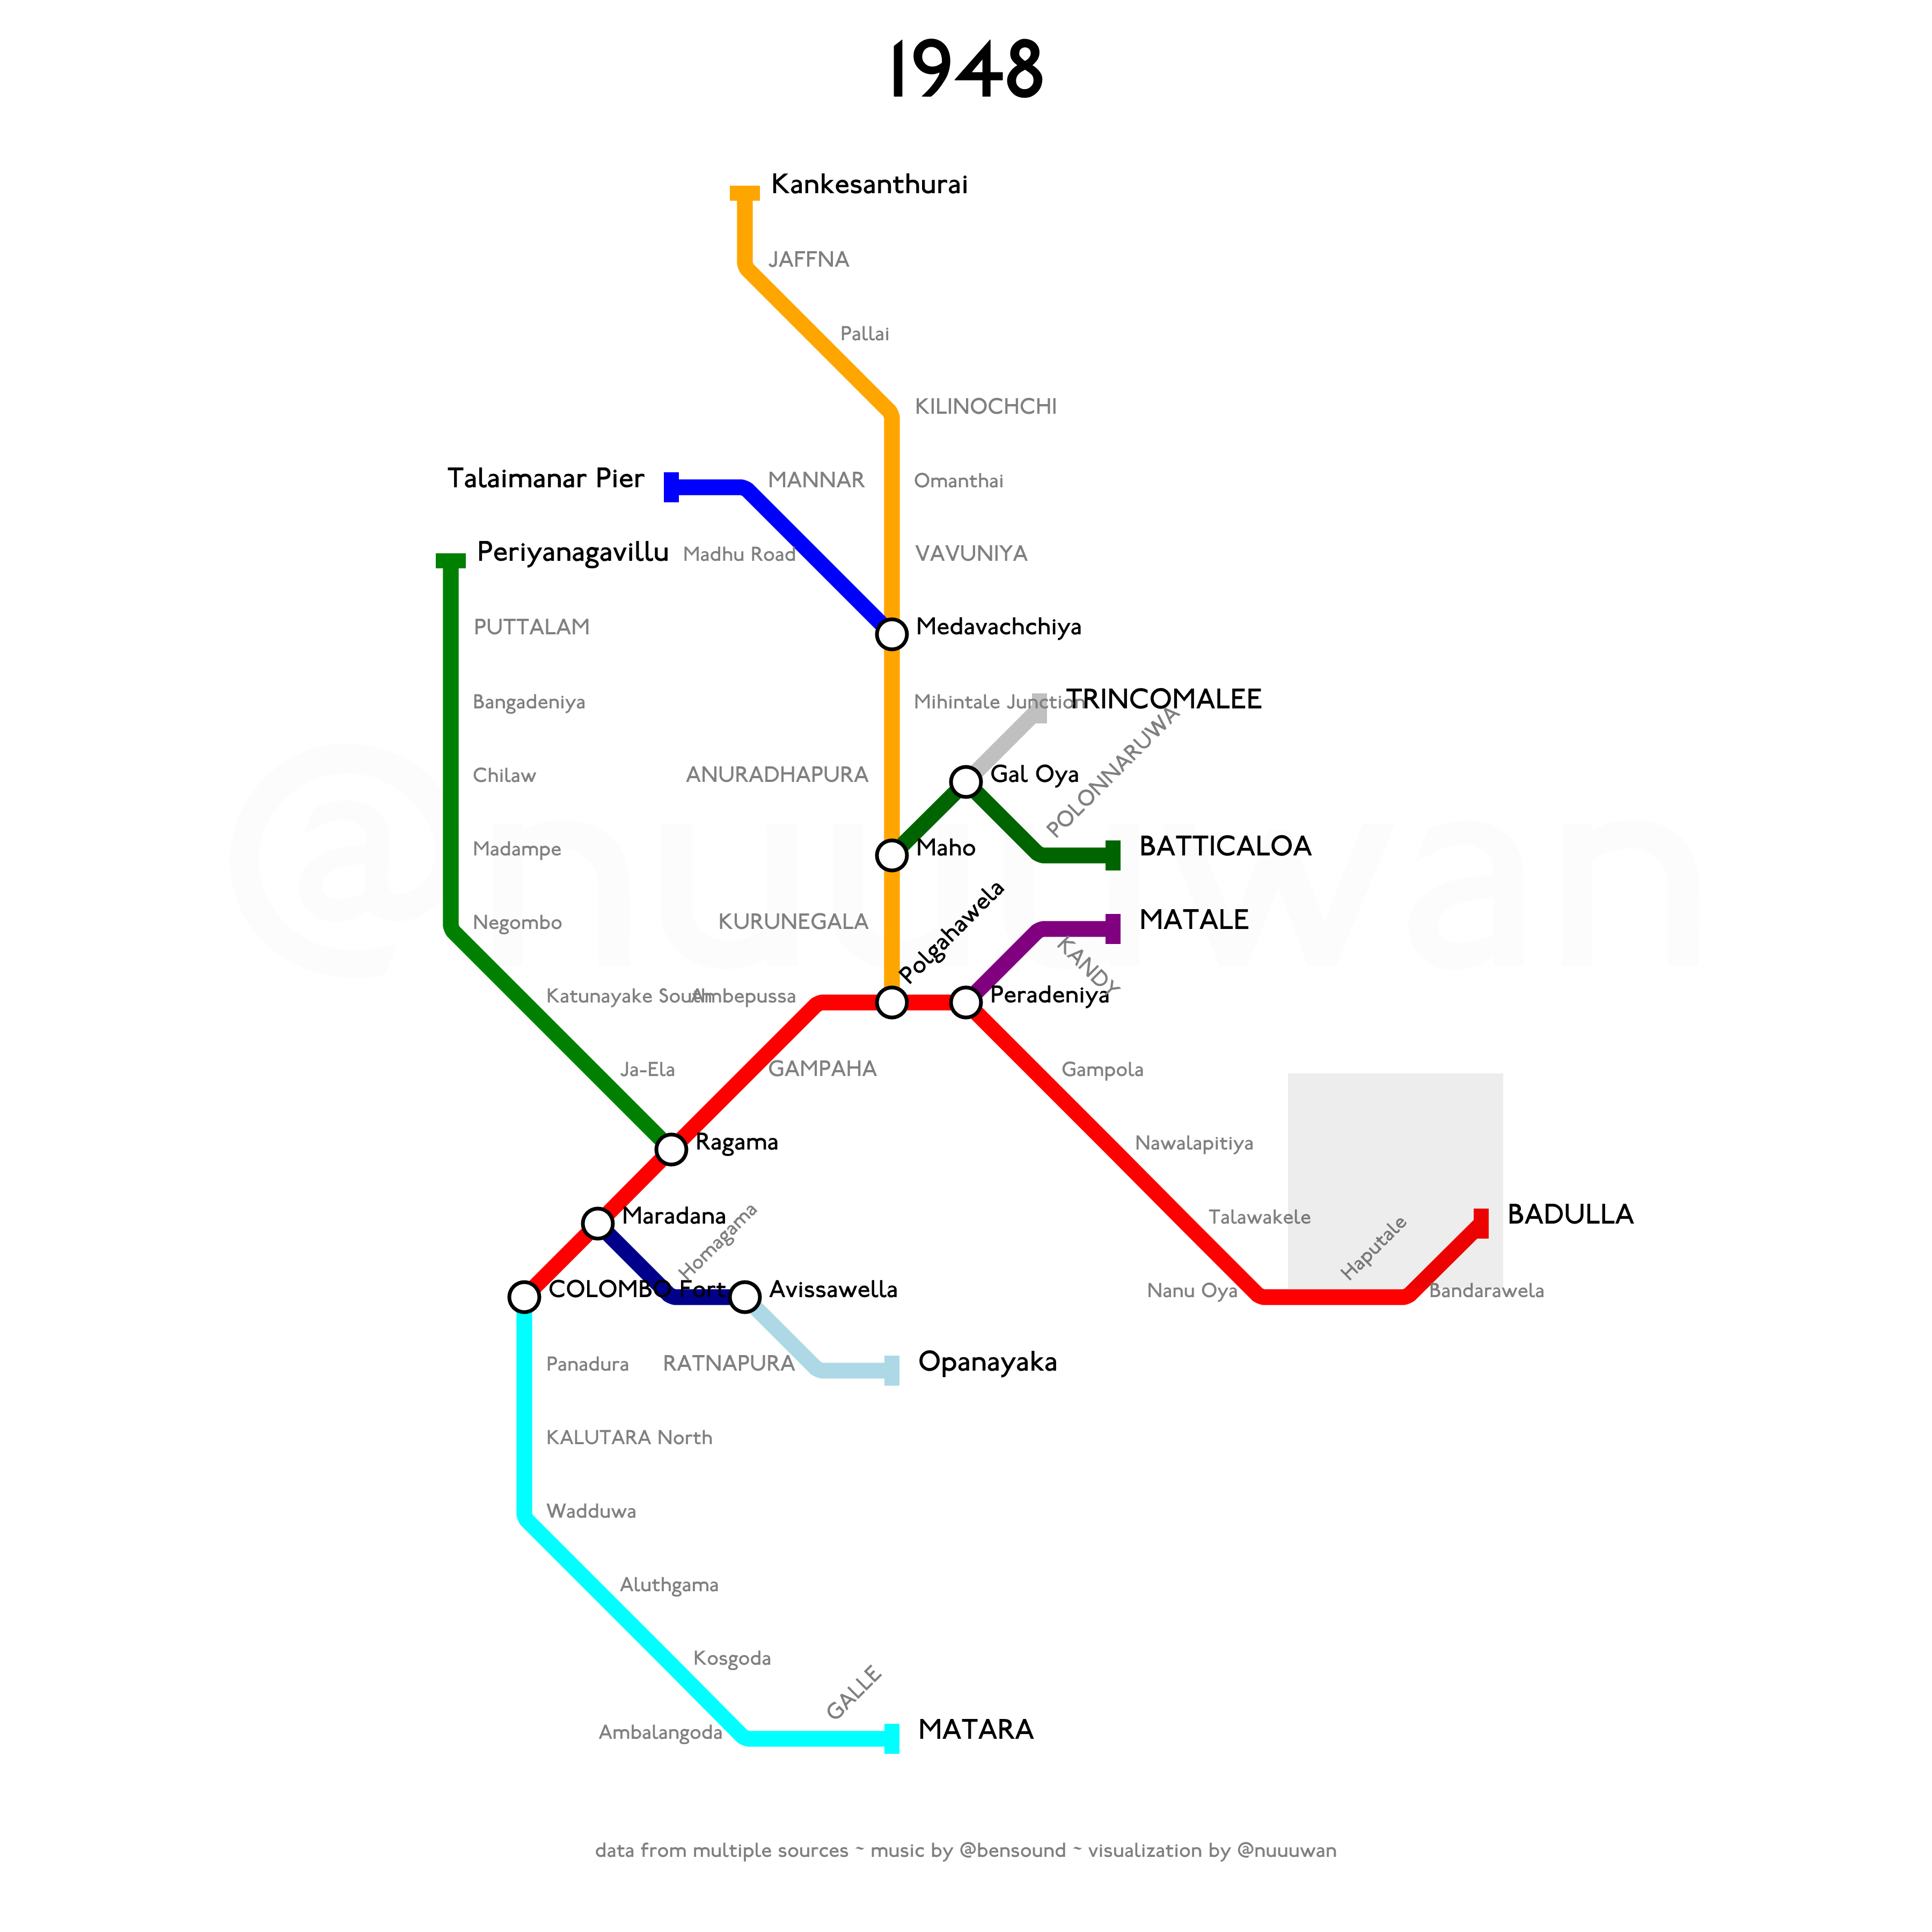 1948
Kankesanthurai
JAFFNA
Pallai
KILINOCHCHI
Talaimanar Pier
MANNAR
Omanthai
Periyanagavillu
Madhu Road
VAVUNIYA
PUTTALAM
Medavachchiya
Bangadeniya
Mihintale Junction
TRINCOMALEE
Chilaw
ANURADHAPURA
Gal Oya
POLONNARUWA
Madampe
Maho
BATTICALOA
@nuuuwan
Negombo
KURUNEGALA
Polgahawela
MATALE
KANDY
Katunayake South
Ambepussa
Peradeniya
Ja-Ela
GAMPAHA
Gampola
Ragama
Nawalapitiya
Maradana
Homagama
Talawakele
Haputale
BADULLA
COLOMBO Fort
Avissawella
Nanu Oya
Bandarawela
Panadura
RATNAPURA
Opanayaka
KALUTARA North
Wadduwa
Aluthgama
Kosgoda
GALLE
Ambalangoda
MATARA
data from multiple sources ~ music by @bensound ~ visualization by @nuuuwan